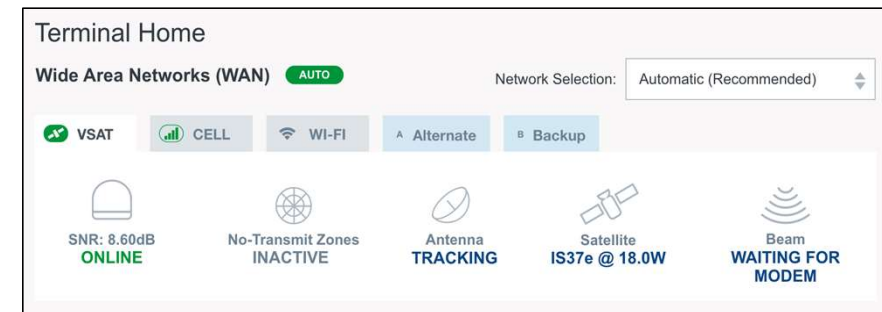 Terminal Home
Wide Area Networks (WAN) AUTO Network Selection: Automatic (Recommended)
VSAT CELL WI-FI A Alternate B Backup
SNR: 8.60dB No-Transmit Zones Antenna Satellite Beam
ONLINE INACTIVE TRACKING IS37e @ 18.0W WAITING FOR
MODEM